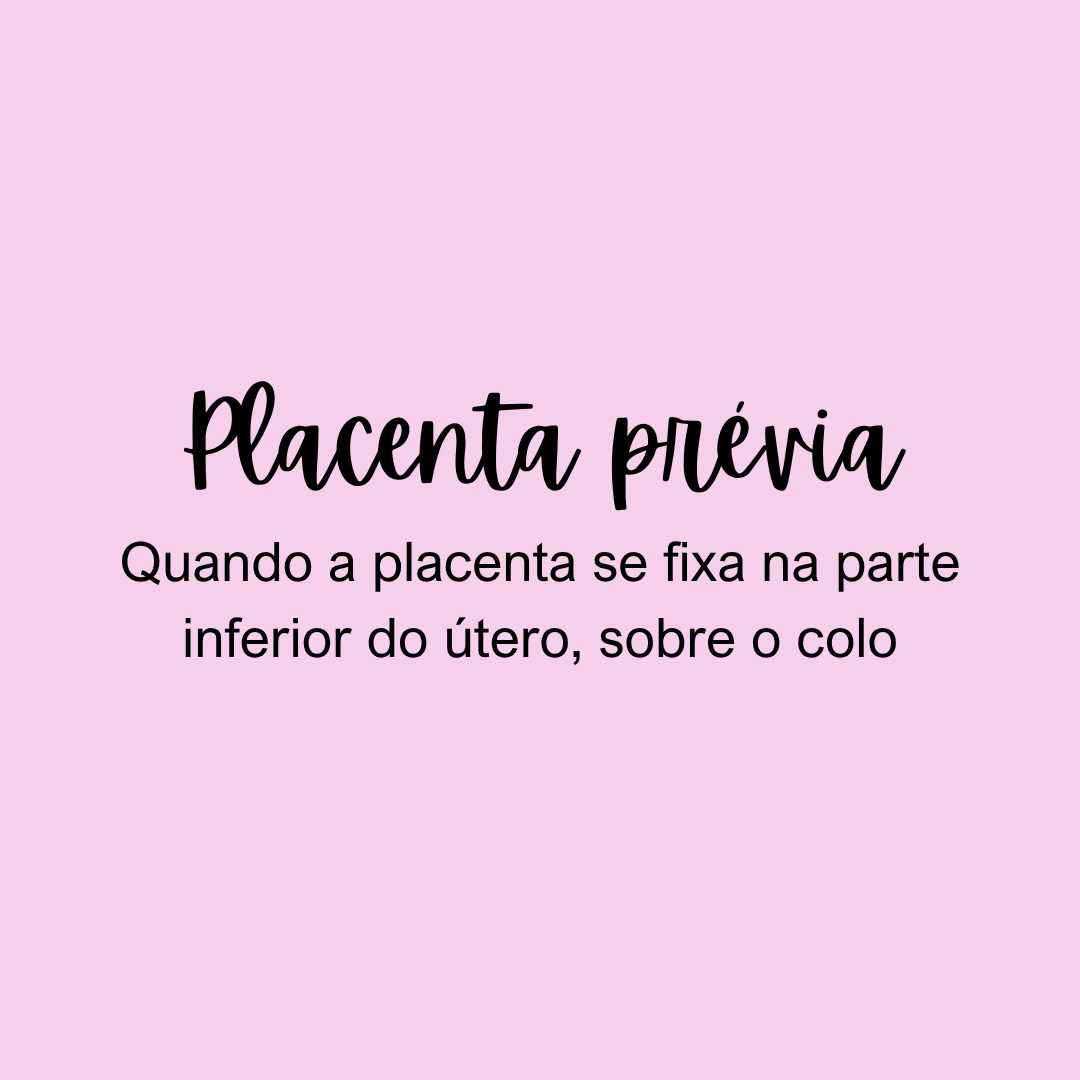 Placenta prévia
Quando a placenta se fixa na parte
inferior do útero, sobre o colo